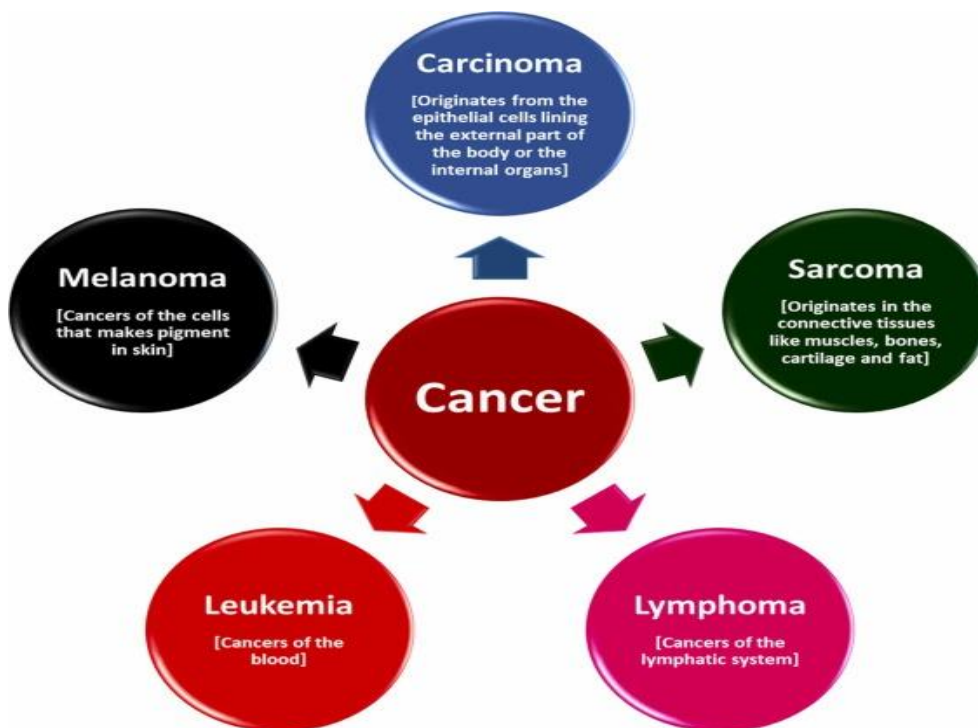 Carcinoma
[Originates from the
epithelial cells lining
the external part of
the body or the
internal organs]
Melanoma
[Cancers of the cells
that makes pigment
in skin]
Sarcoma
[Originates in the
connective tissues
like muscles, bones,
cartilage and fat]
Cancer
Leukemia
[Cancers of the
blood]
Lymphoma
[Cancers of the
lymphatic system]